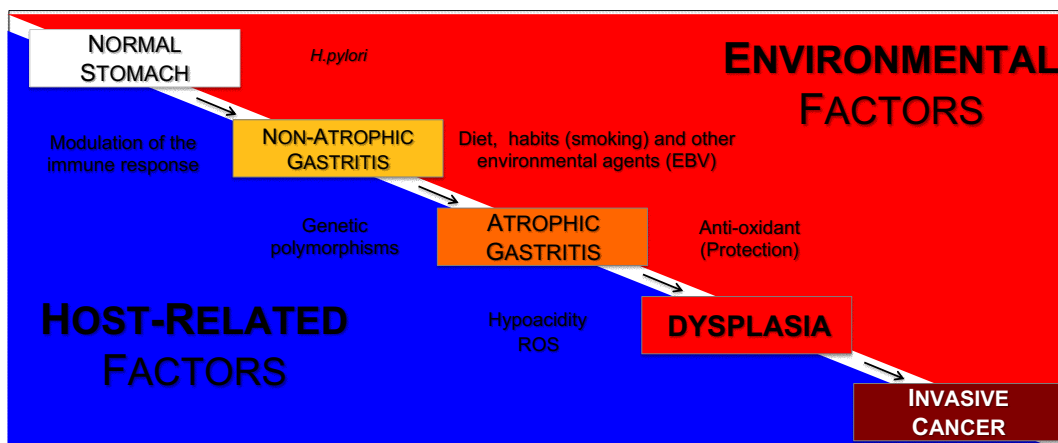 NORMAL
STOMACH
H.pylori
ENVIRONMENTAL
FACTORS
Modulation of the
immune response
NON-ATROPHIC
GASTRITIS
Diet, habits (smoking) and other
environmental agents (EBV)
Genetic
polymorphisms
ATROPHIC
GASTRITIS
Anti-oxidant
(Protection)
HOST-RELATED
FACTORS
Hypoacidity
ROS
DYSPLASIA
INVASIVE
CANCER